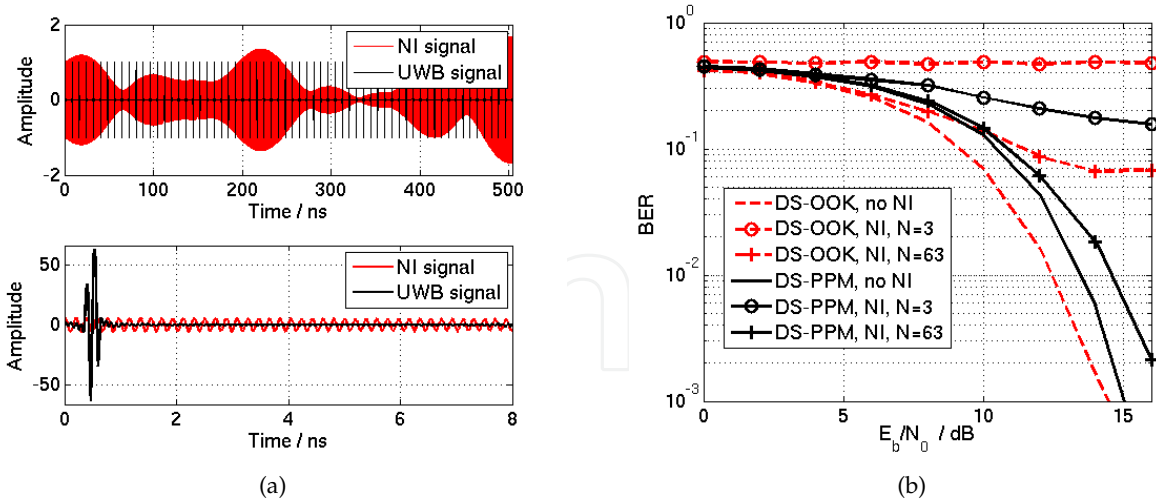 2
1
0
-1
-2
Amplitude
0 100 200 300 400 500
Time / ns
NI signal
UWB signal
50
0
-50
Amplitude
0 2 4 6 8
Time / ns
NI signal
UWB signal
(a)
10^0
10^-1
10^-2
10^-3
BER
0 5 10 15
E_b/N_0 / dB
DS-OOK, no NI
DS-OOK, NI, N=3
DS-OOK, NI, N=63
DS-PPM, no NI
DS-PPM, NI, N=3
DS-PPM, NI, N=63
(b)